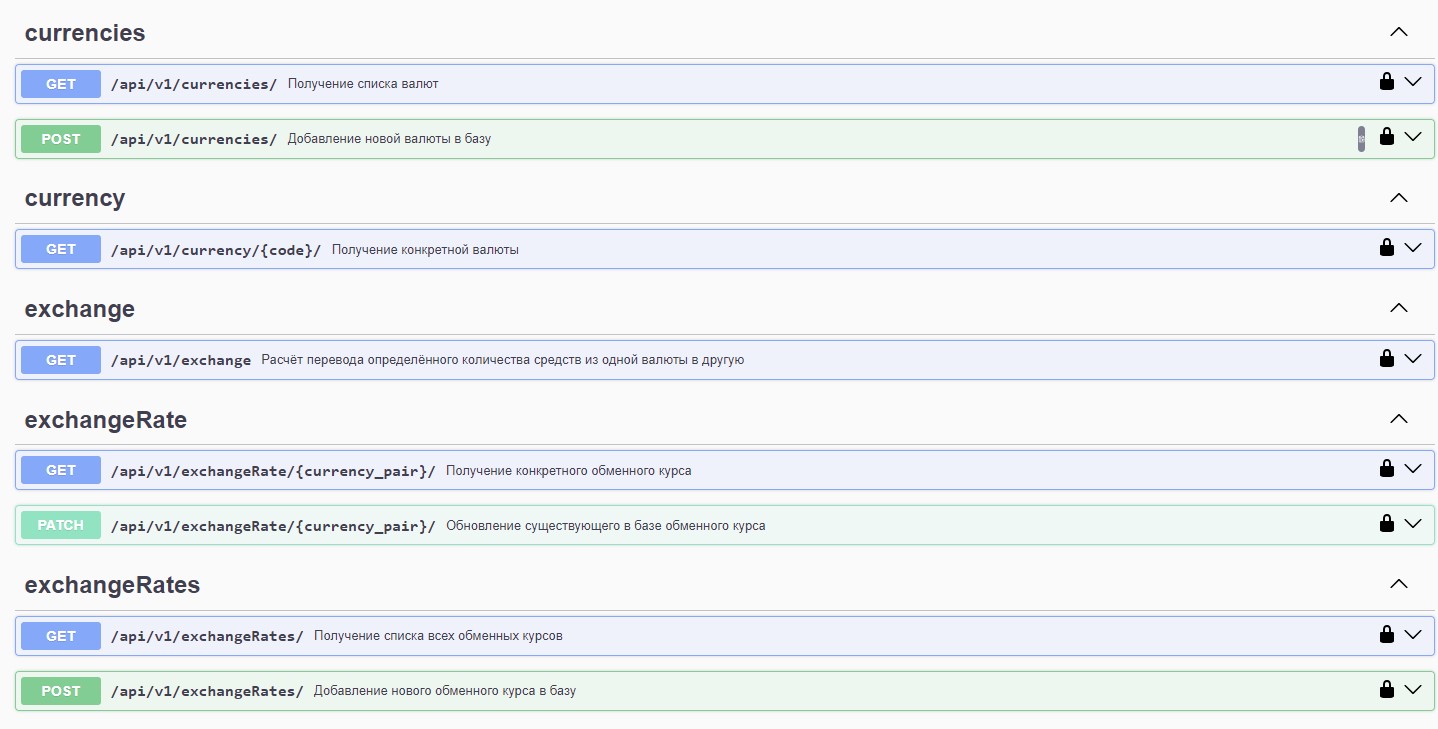 currencies
GET /api/v1/currencies/ Получение списка валют
POST /api/v1/currencies/ Добавление новой валюты в базу
currency
GET /api/v1/currency/{code}/ Получение конкретной валюты
exchange
GET /api/v1/exchange Расчёт перевода определённого количества средств из одной валюты в другую
exchangeRate
GET /api/v1/exchangeRate/{currency_pair}/ Получение конкретного обменного курса
PATCH /api/v1/exchangeRate/{currency_pair}/ Обновление существующего в базе обменного курса
exchangeRates
GET /api/v1/exchangeRates/ Получение списка всех обменных курсов
POST /api/v1/exchangeRates/ Добавление нового обменного курса в базу